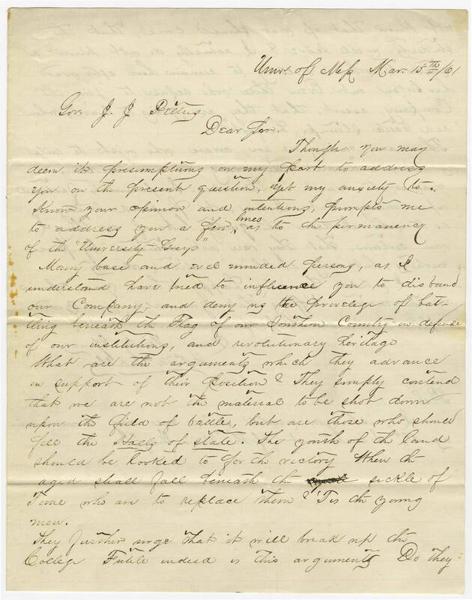 Univ. of Miss Mar. 15th/61
Gov. J. J. Pettus
Dear Sir
Though you may
deem it presumptuous on my part to address
you on the present question, yet my anxiety to
know your opinion and intentions, prompts me
to address you a few lines, as to the permanency
of the "University Greys"
Many base and evil minded persons, as I
understand have tried to influence you to disband
our Company, and deny us the privilege of bat-
tling beneath the Flag of our Southern Country in defense
of our institutions, and revolutionary heritage
What are the arguments which they advance
in support of their Position? They simply contend
that we are not the material to be shot down
upon the field of battle, but are those who should
fill the Seats of State. The youth of the land
should be looked to for the victory. When the
aged shall fall beneath the sickle of
Time who are to replace them? 'Tis the young
men.
They further urge that it will break up the
College Futile indeed is this argument. Do they